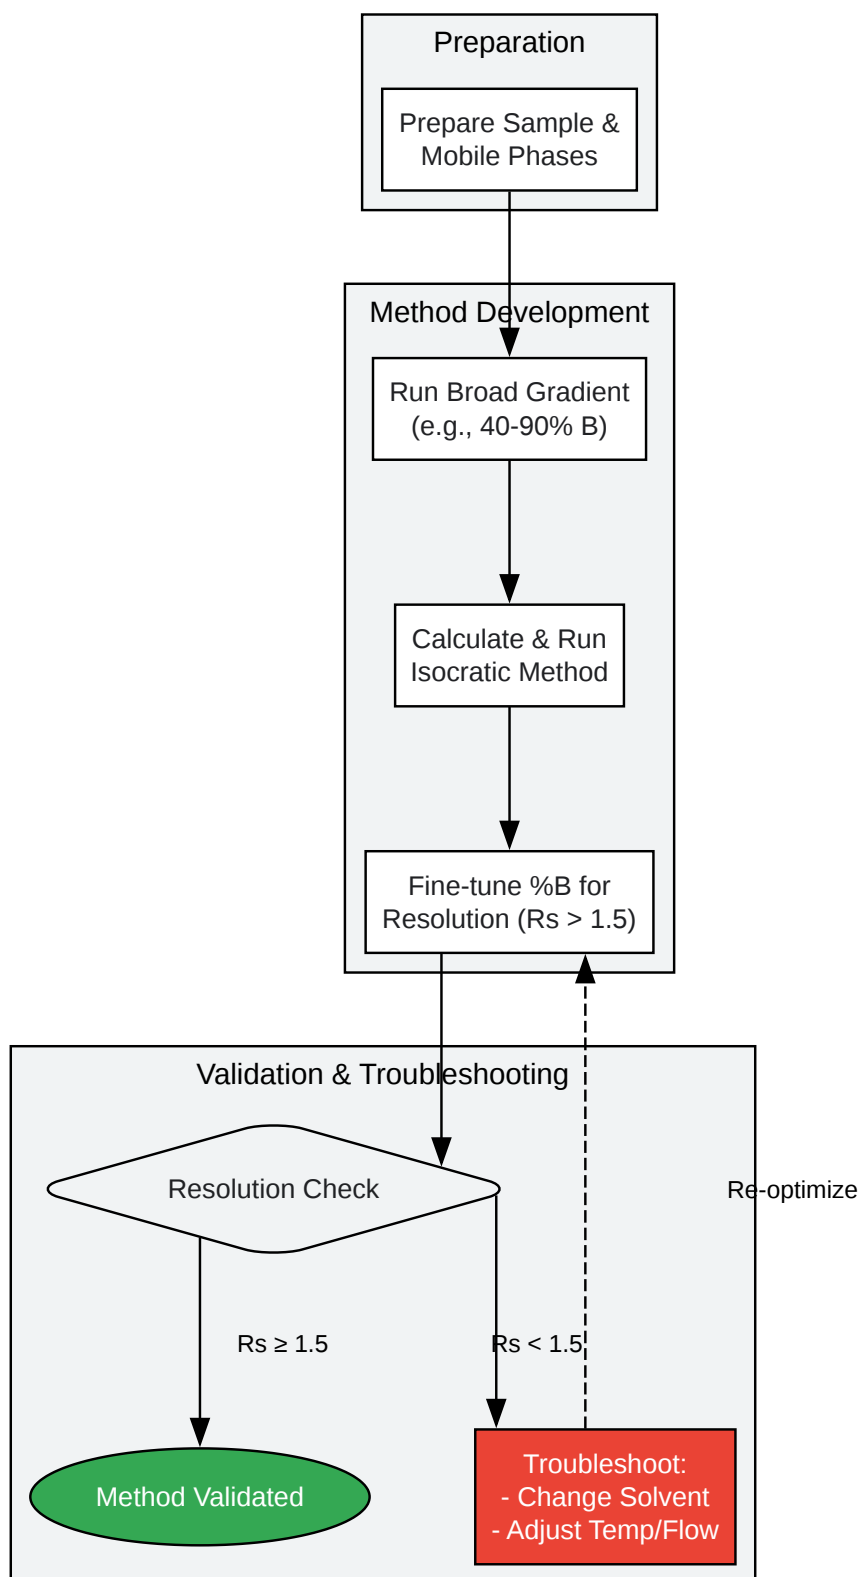 Preparation
Prepare Sample &
Mobile Phases
Method Development
Run Broad Gradient
(e.g., 40-90% B)
Calculate & Run
Isocratic Method
Fine-tune %B for
Resolution (Rs > 1.5)
Validation & Troubleshooting
Resolution Check
Re-optimize
Rs ≥ 1.5
Rs < 1.5
Method Validated
Troubleshoot:
- Change Solvent
- Adjust Temp/Flow